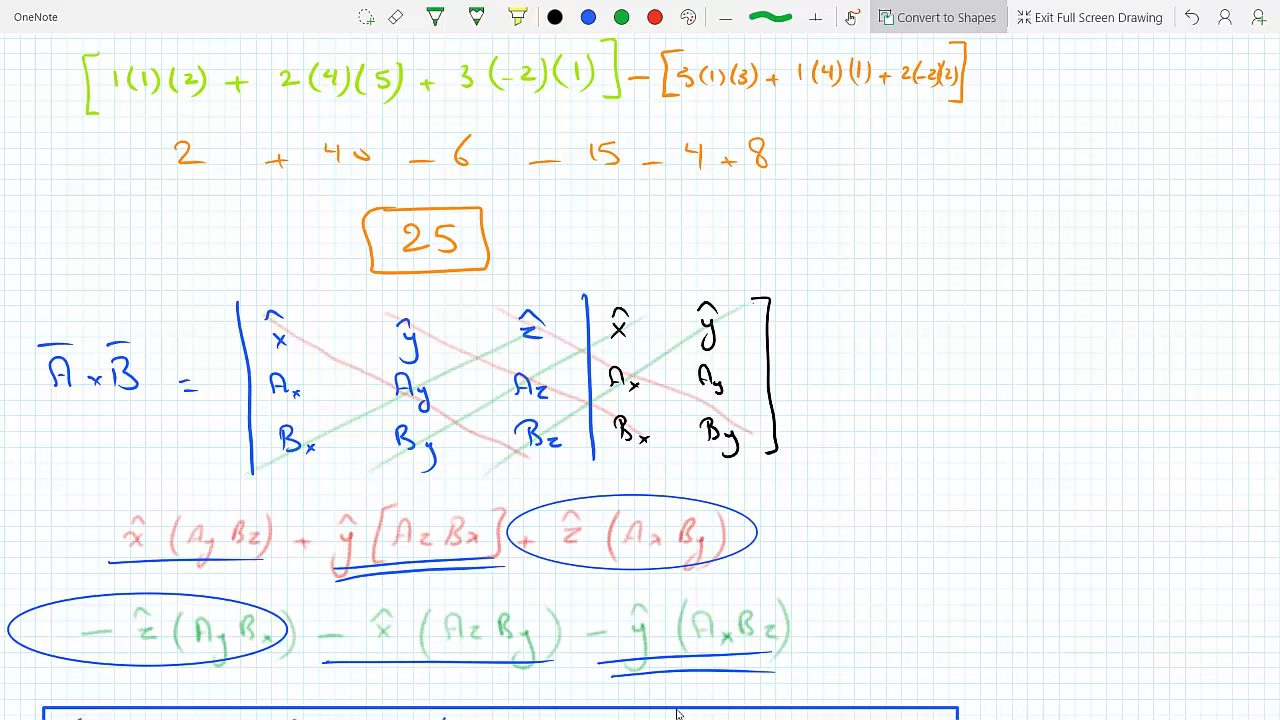 OneNote
Convert to Shapes
Exit Full Screen Drawing
[1(1)(2) + 2(4)(5) + 3(-2)(1)] - [5(1)(3) + 1(4)(1) + 2(-2)(2)]
2 + 40 - 6 - 15 - 4 + 8
25
x̂ ŷ ẑ x̂ ŷ
A̅ × B̅ = Ax Ay Az Ax Ay
Bx By Bz Bx By
x̂ (Ay Bz) + ŷ [Az Bx] + ẑ (Ax By)
- ẑ (Ay Bx) - x̂ (Az By) - ŷ (Ax Bz)